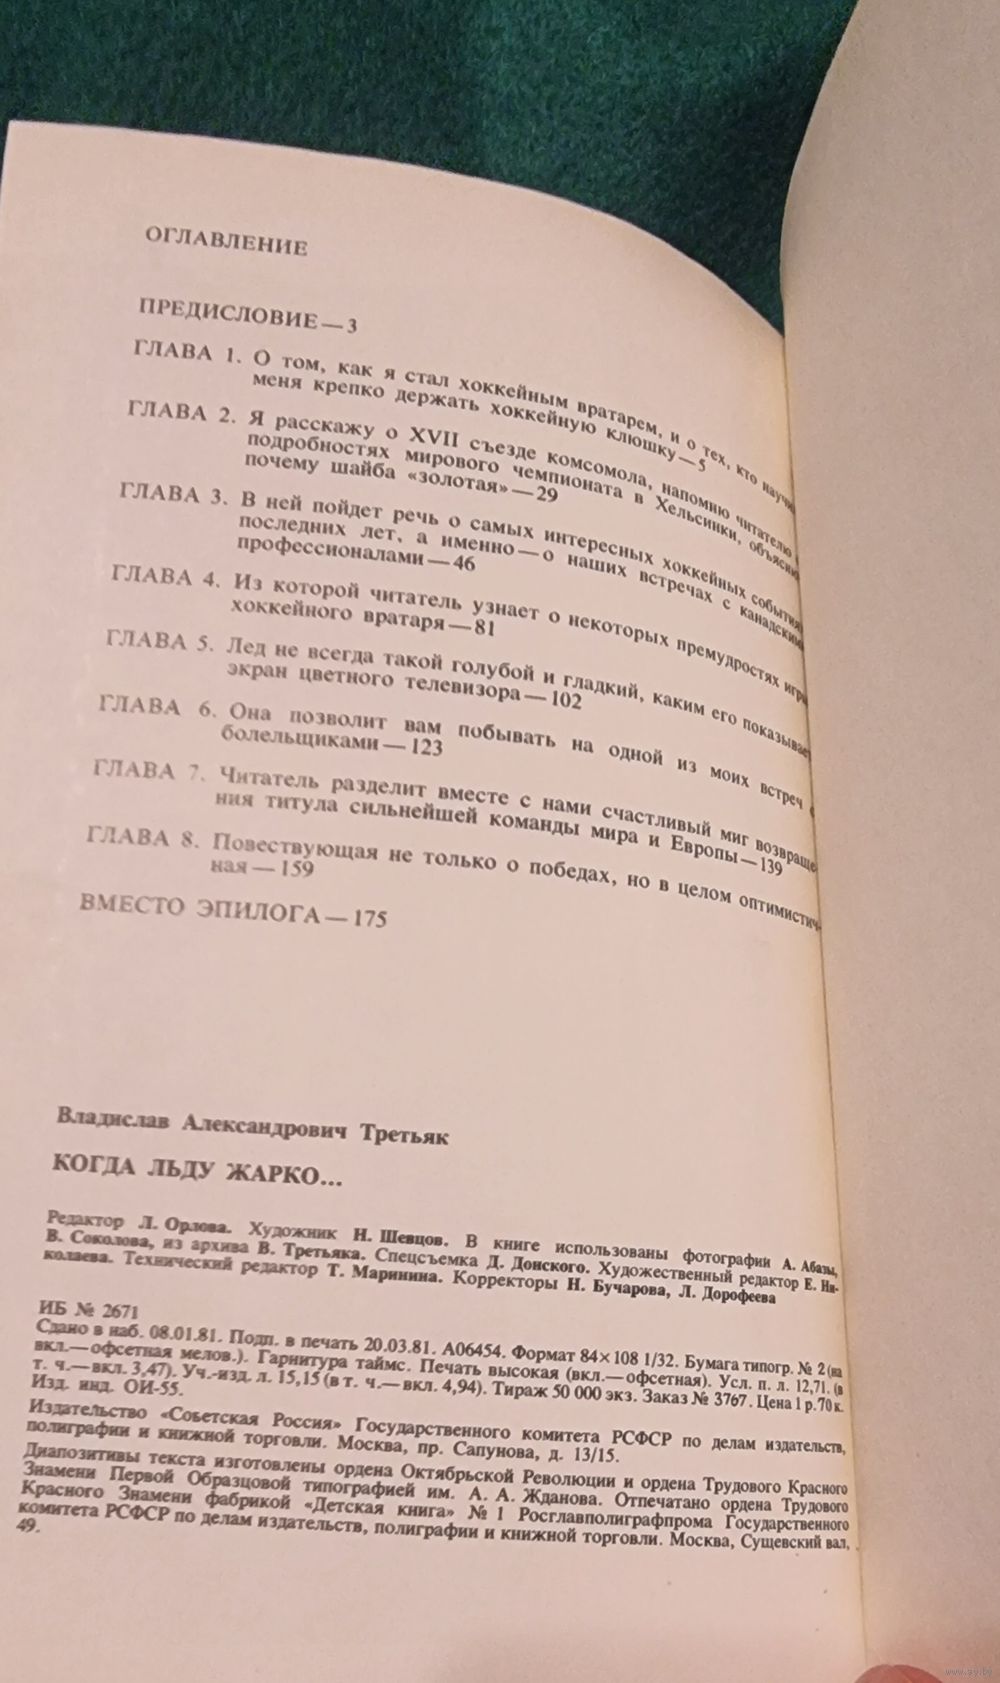 ОГЛАВЛЕНИЕ
ПРЕДИСЛОВИЕ — 3
ГЛАВА 1. О том, как я стал хоккейным вратарем, и о тех, кто научил
меня крепко держать хоккейную клюшку — 5
ГЛАВА 2. Я расскажу о XVII съезде комсомола, напомню читателю
подробностях мирового чемпионата в Хельсинки, объясню
почему шайба «золотая» — 29
ГЛАВА 3. В ней пойдет речь о самых интересных хоккейных события
последних лет, а именно — о наших встречах с канадским
профессионалами — 46
ГЛАВА 4. Из которой читатель узнает о некоторых премудростях игры
хоккейного вратаря — 81
ГЛАВА 5. Лед не всегда такой голубой и гладкий, каким его показывает
экран цветного телевизора — 102
ГЛАВА 6. Она позволит вам побывать на одной из моих встреч с
болельщиками — 123
ГЛАВА 7. Читатель разделит вместе с нами счастливый миг возвраще-
ния титула сильнейшей команды мира и Европы — 139
ГЛАВА 8. Повествующая не только о победах, но в целом оптимистич-
ная — 159
ВМЕСТО ЭПИЛОГА — 175
Владислав Александрович Третьяк
КОГДА ЛЬДУ ЖАРКО...
Редактор Л. Орлова. Художник Н. Шевцов. В книге использованы фотографии А. Абазы,
В. Соколова, из архива В. Третьяка. Спецсъемка Д. Донского. Художественный редактор Е. Ни-
колаева. Технический редактор Т. Маринина. Корректоры Н. Бучарова, Л. Дорофеева
ИБ № 2671
Сдано в наб. 08.01.81. Подп. в печать 20.03.81. А06454. Формат 84×108 1/32. Бумага типогр. № 2 (на
вкл.— офсетная мелов.). Гарнитура таймс. Печать высокая (вкл.— офсетная). Усл. п. л. 12,71. (в
т. ч.— вкл. 3,47). Уч.-изд. л. 15,15 (в т. ч.— вкл. 4,94). Тираж 50 000 экз. Заказ № 3767. Цена 1 р. 70 к.
Изд. инд. ОИ-55.
Издательство «Советская Россия» Государственного комитета РСФСР по делам издательств,
полиграфии и книжной торговли. Москва, пр. Сапунова, д. 13/15.
Диапозитивы текста изготовлены ордена Октябрьской Революции и ордена Трудового Красного
Знамени Первой Образцовой типографией им. А. А. Жданова. Отпечатано ордена Трудового
Красного Знамени фабрикой «Детская книга» № 1 Росглавполиграфпрома Государственного
комитета РСФСР по делам издательств, полиграфии и книжной торговли. Москва, Сущевский вал,
49.
www.ay.by